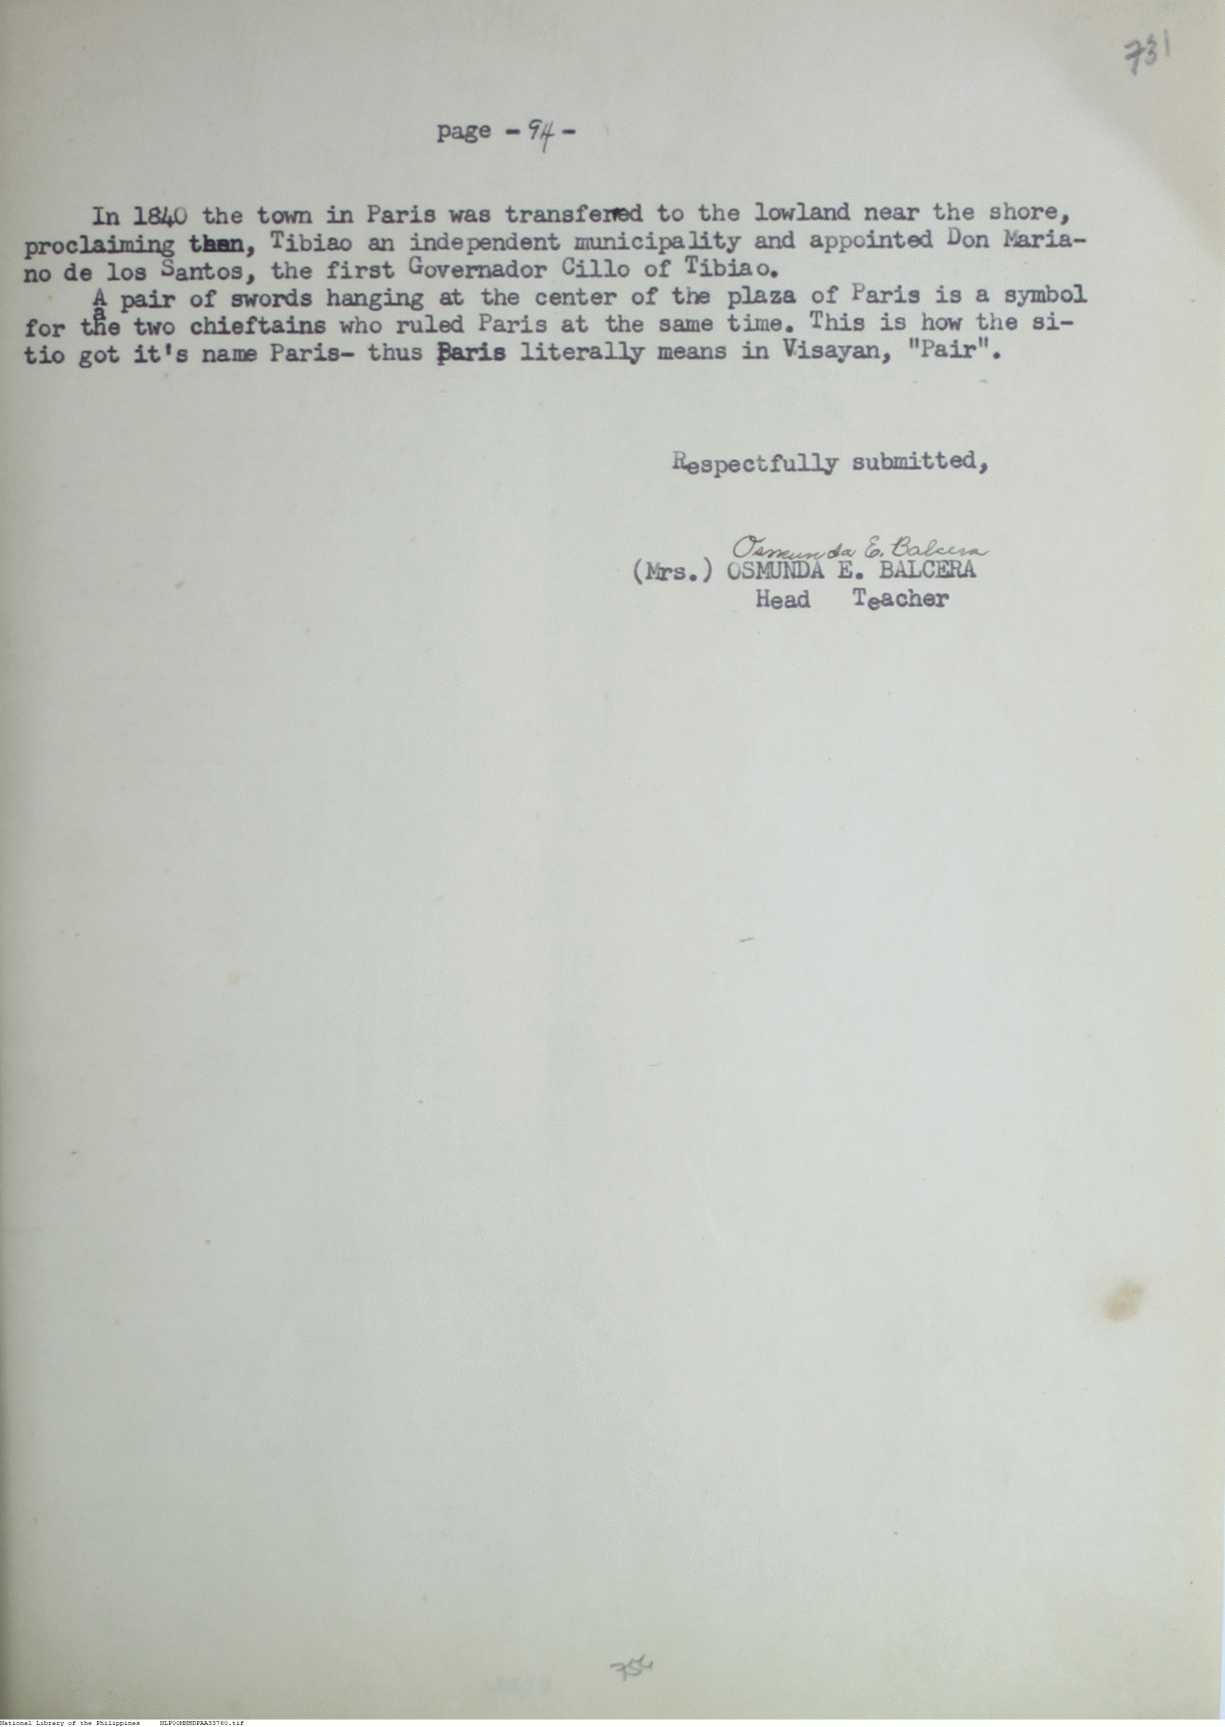 731
page - 94 -
In 1840 the town in Paris was transferred to the lowland near the shore,
proclaiming then, Tibiao an independent municipality and appointed Don Maria-
no de los Santos, the first Governador Cillo of Tibiao.
A pair of swords hanging at the center of the plaza of Paris is a symbol
for the two chieftains who ruled Paris at the same time. This is how the si-
tio got it's name Paris- thus Paris literally means in Visayan, "Pair".
Respectfully submitted,
Osmunda E. Balcera
(Mrs.) OSMUNDA E. BALCERA
Head Teacher
National Library of the Philippines